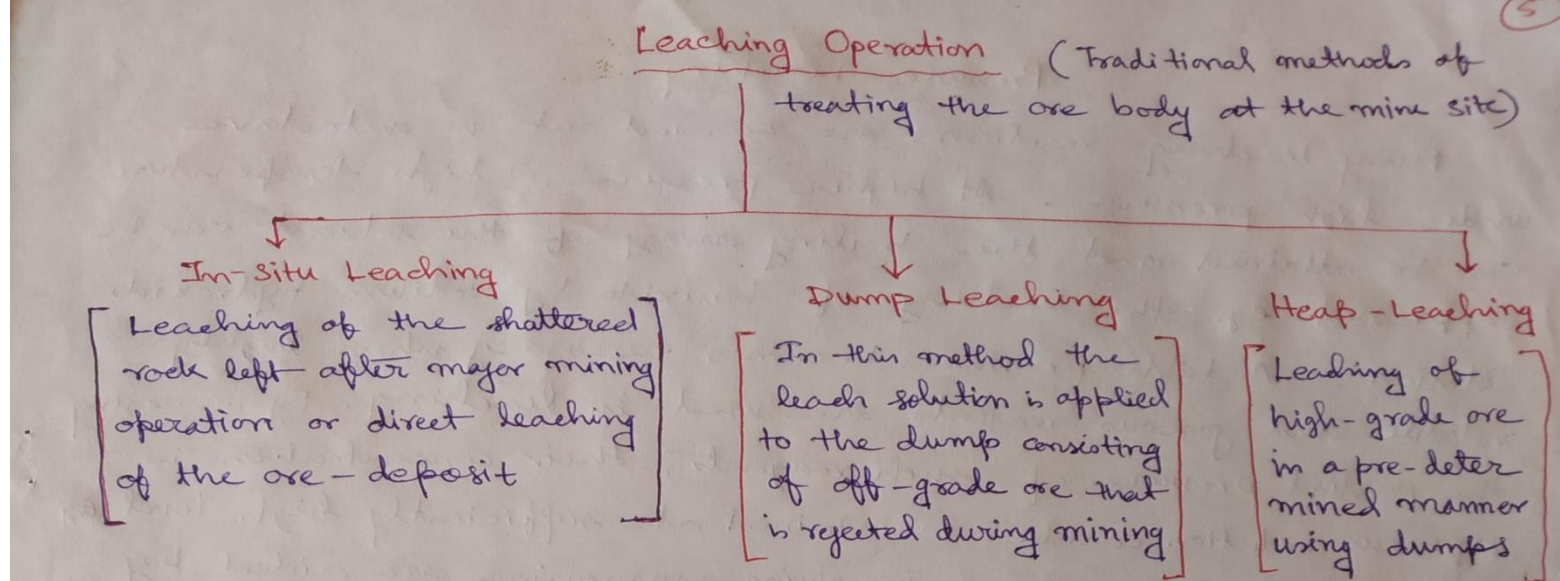 5
Leaching Operation (Traditional methods of
treating the ore body at the mine site)
In-situ Leaching
Leaching of the shattered
rock left after major mining
operation or direct leaching
of the ore-deposit
Dump Leaching
In this method the
leach solution is applied
to the dump consisting
of off-grade ore that
is rejected during mining
Heap-Leaching
Leaching of
high-grade ore
in a pre-deter
mined manner
using dumps